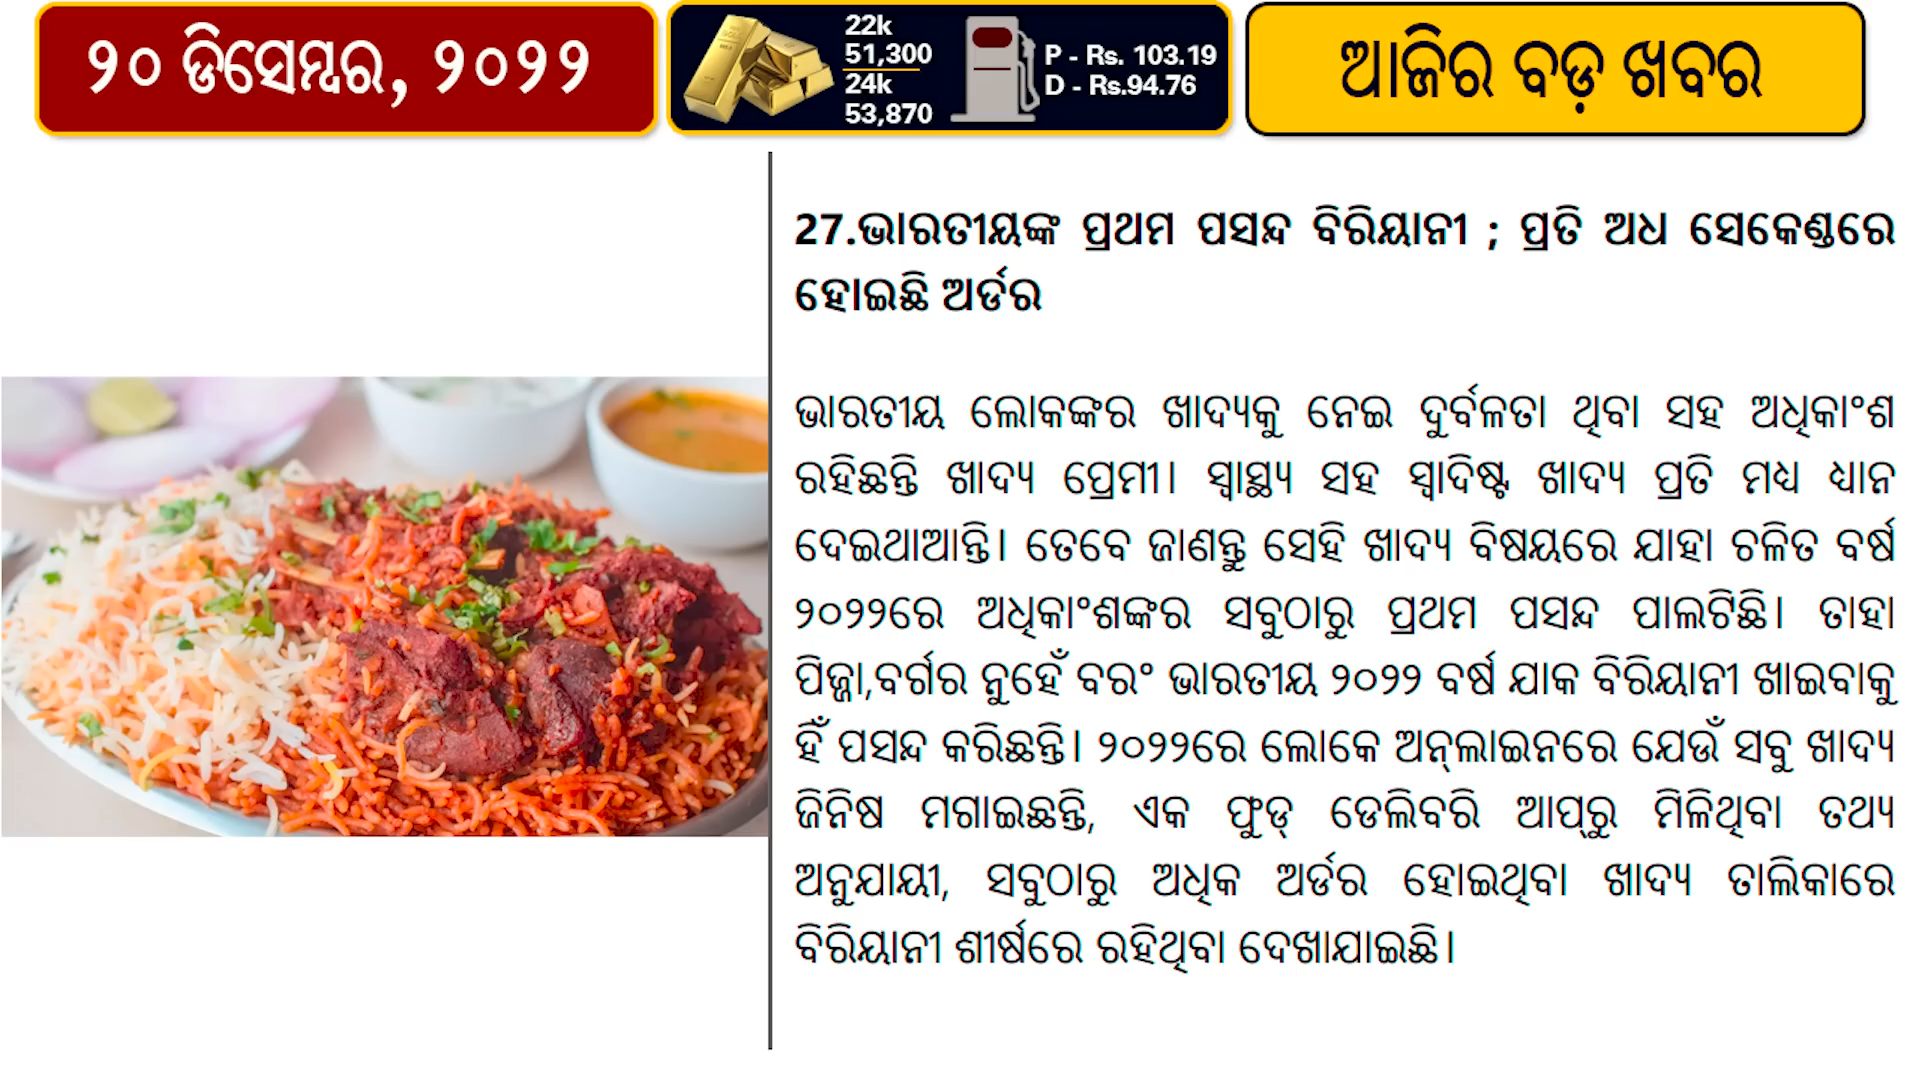 ୨୦ ଡିସେମ୍ବର, ୨୦୨୨
22k
51,300
24k
53,870
P - Rs. 103.19
D - Rs.94.76
ଆଜିର ବଡ଼ ଖବର
27.ଭାରତୀୟଙ୍କ ପ୍ରଥମ ପସନ୍ଦ ବିରିୟାନୀ ; ପ୍ରତି ଅଧ ସେକେଣ୍ଡରେ
ହୋଇଛି ଅର୍ଡର
ଭାରତୀୟ ଲୋକଙ୍କର ଖାଦ୍ୟକୁ ନେଇ ଦୁର୍ବଳତା ଥିବା ସହ ଅଧିକାଂଶ
ରହିଛନ୍ତି ଖାଦ୍ୟ ପ୍ରେମୀ। ସ୍ୱାସ୍ଥ୍ୟ ସହ ସ୍ୱାଦିଷ୍ଟ ଖାଦ୍ୟ ପ୍ରତି ମଧ୍ୟ ଧ୍ୟାନ
ଦେଇଥାଆନ୍ତି। ତେବେ ଜାଣନ୍ତୁ ସେହି ଖାଦ୍ୟ ବିଷୟରେ ଯାହା ଚଳିତ ବର୍ଷ
୨୦୨୨ରେ ଅଧିକାଂଶଙ୍କର ସବୁଠାରୁ ପ୍ରଥମ ପସନ୍ଦ ପାଲଟିଛି। ତାହା
ପିଜ୍ଜା,ବର୍ଗର ନୁହେଁ ବରଂ ଭାରତୀୟ ୨୦୨୨ ବର୍ଷ ଯାକ ବିରିୟାନୀ ଖାଇବାକୁ
ହିଁ ପସନ୍ଦ କରିଛନ୍ତି। ୨୦୨୨ରେ ଲୋକେ ଅନ୍‌ଲାଇନରେ ଯେଉଁ ସବୁ ଖାଦ୍ୟ
ଜିନିଷ ମଗାଇଛନ୍ତି, ଏକ ଫୁଡ୍ ଡେଲିବରି ଆପ୍‌ରୁ ମିଳିଥିବା ତଥ୍ୟ
ଅନୁଯାୟୀ, ସବୁଠାରୁ ଅଧିକ ଅର୍ଡର ହୋଇଥିବା ଖାଦ୍ୟ ତାଲିକାରେ
ବିରିୟାନୀ ଶୀର୍ଷରେ ରହିଥିବା ଦେଖାଯାଇଛି।